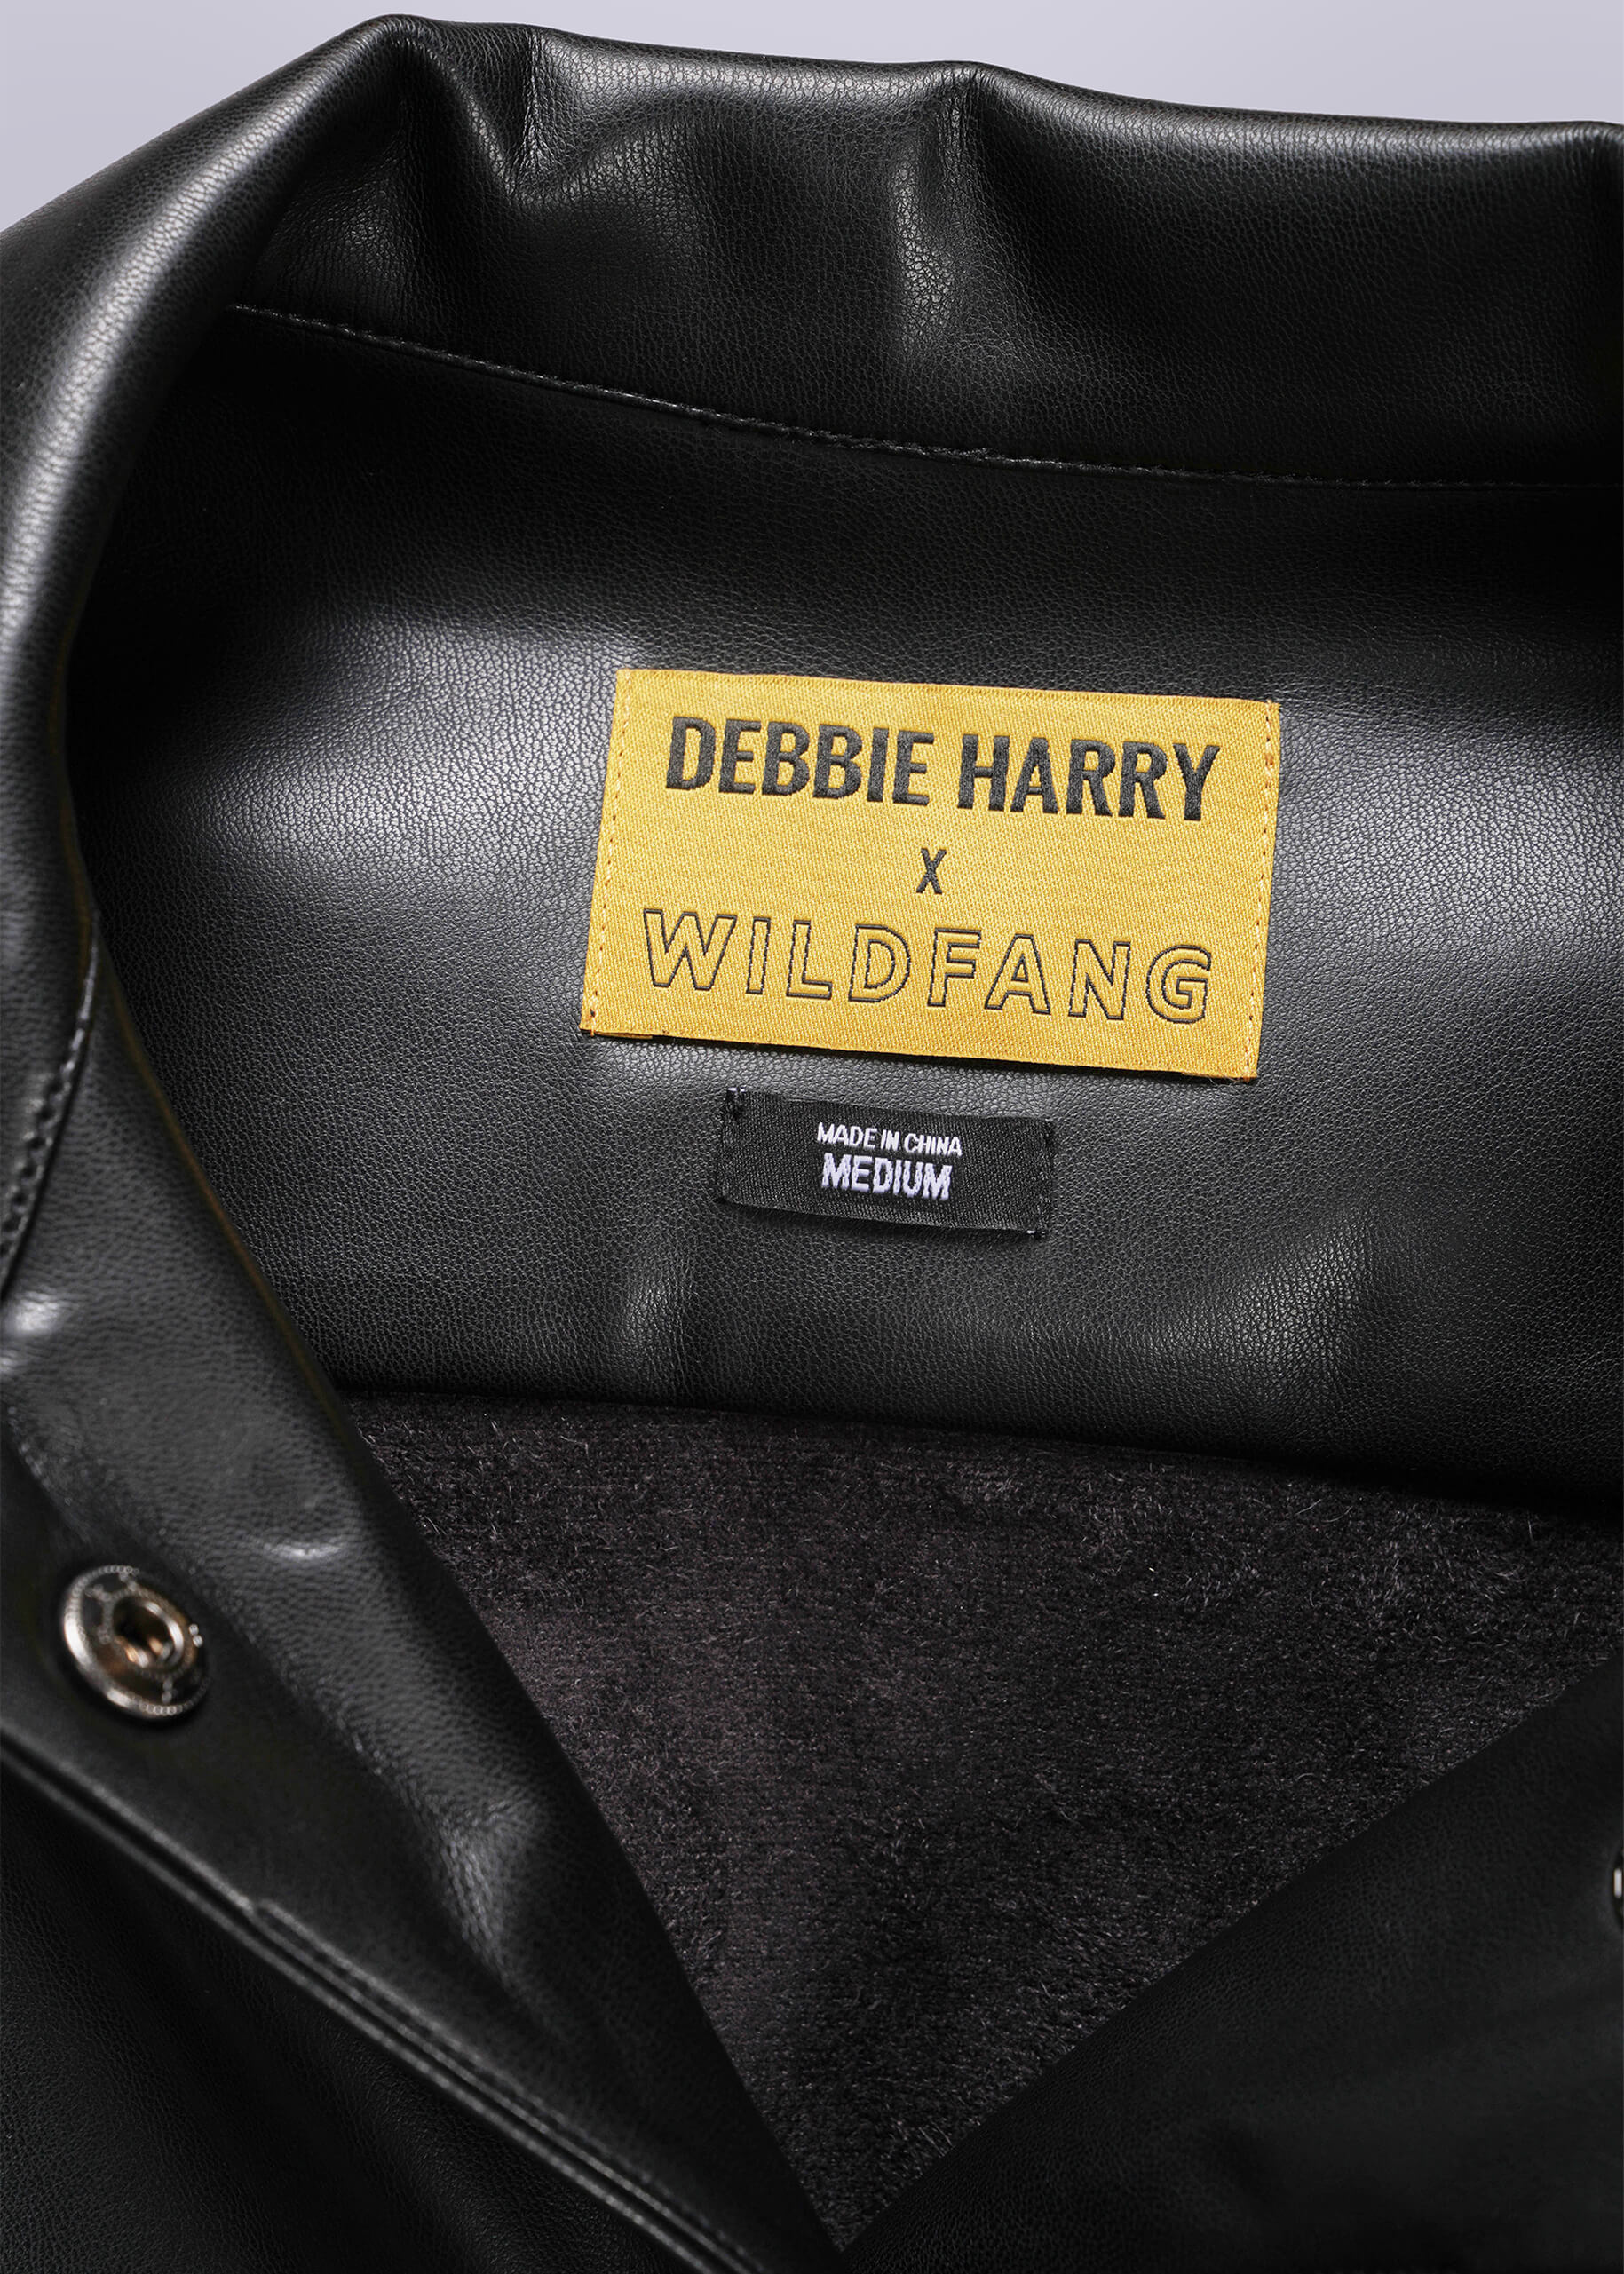 DEBBIE HARRY
X
WILDFANG
MADE IN CHINA
MEDIUM